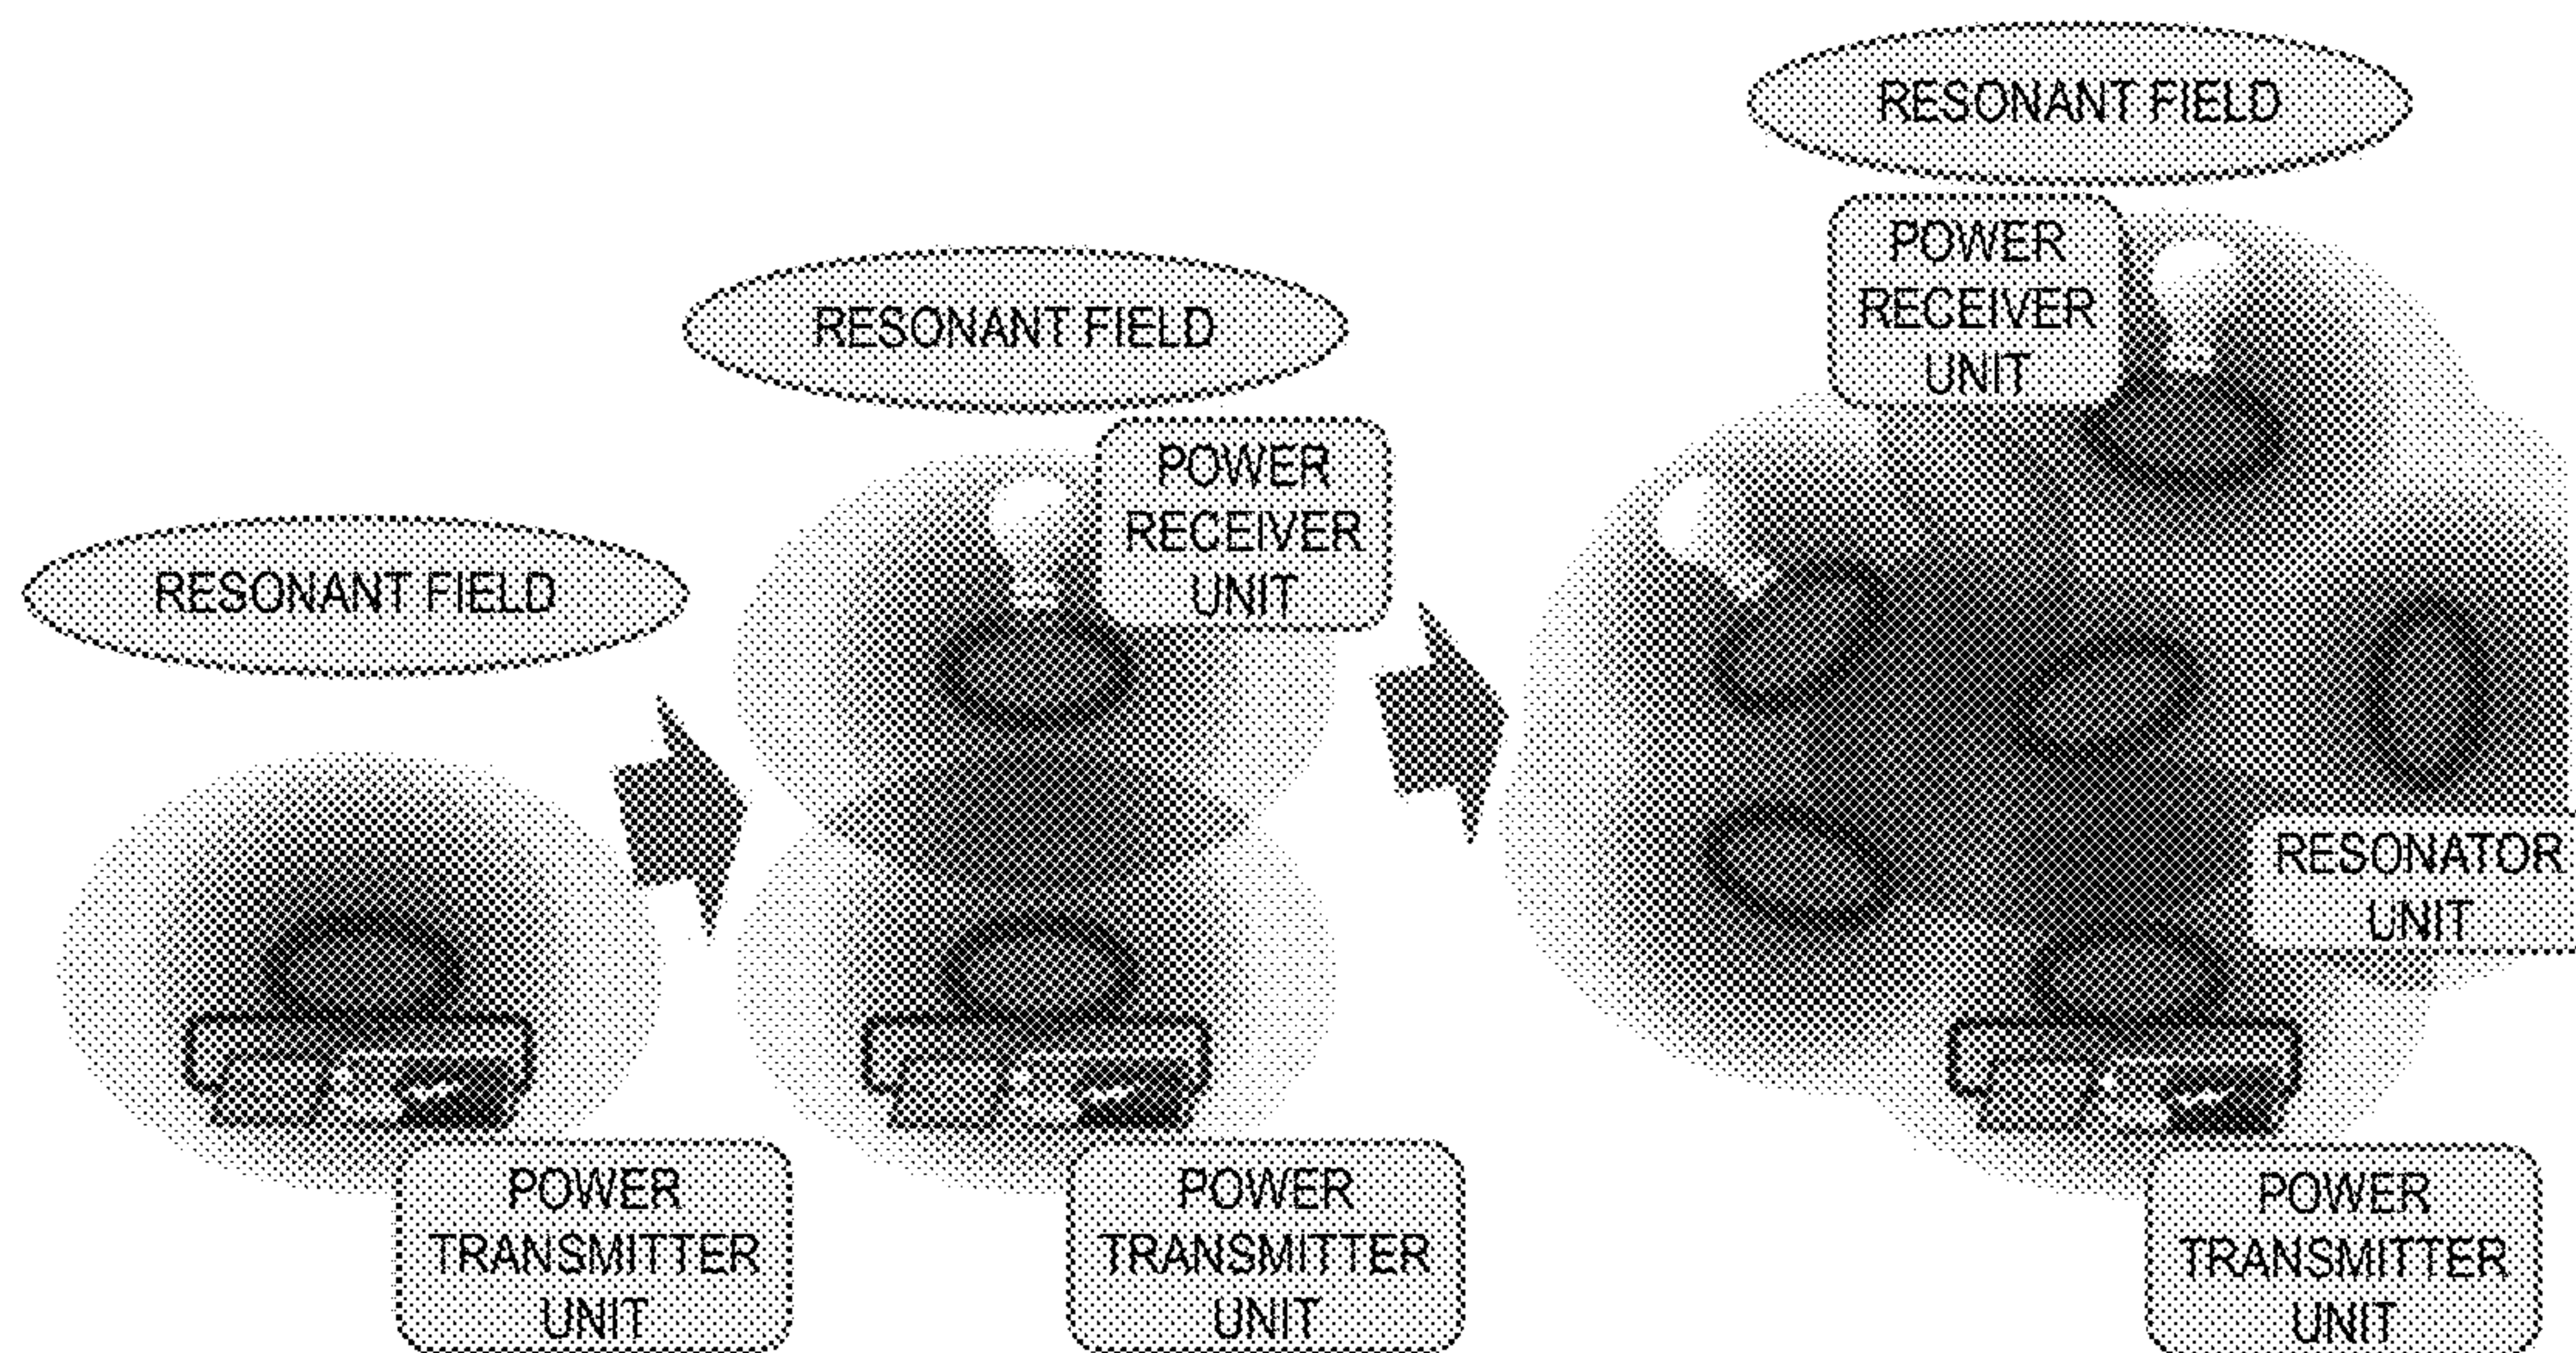 RESONANT FIELD
POWER
TRANSMITTER
UNIT
RESONANT FIELD
POWER
RECEIVER
UNIT
POWER
TRANSMITTER
UNIT
RESONANT FIELD
POWER
RECEIVER
UNIT
RESONATOR
UNIT
POWER
TRANSMITTER
UNIT